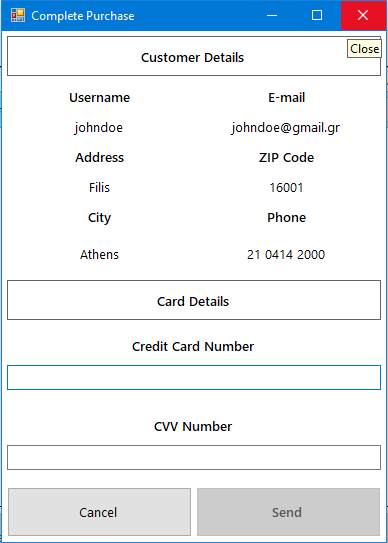 Complete Purchase
Close
Customer Details
Username E-mail
johndoe johndoe@gmail.gr
Address ZIP Code
Filis 16001
City Phone
Athens 21 0414 2000
Card Details
Credit Card Number
CVV Number
Cancel Send